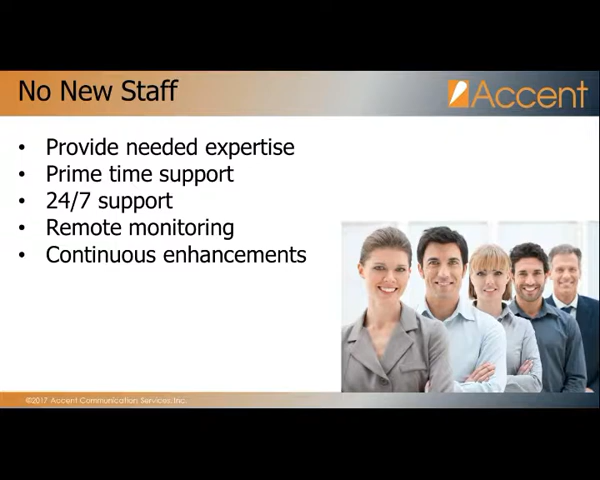 No New Staff
Accent
• Provide needed expertise
• Prime time support
• 24/7 support
• Remote monitoring
• Continuous enhancements
©2017 Accent Communication Services, Inc.